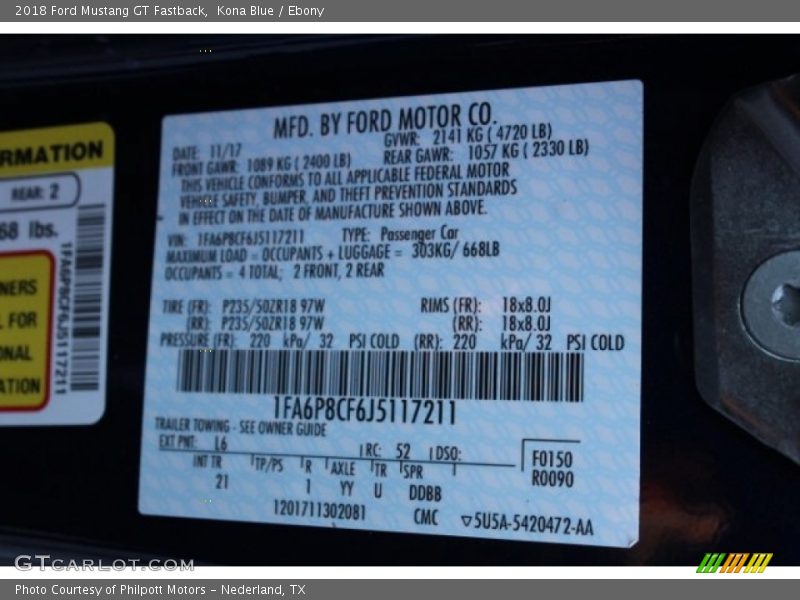 2018 Ford Mustang GT Fastback, Kona Blue / Ebony
RMATION
REAR: 2
68 lbs.
NERS
FOR
ONAL
ATION
1FA6P8CF6J5117211
MFD. BY FORD MOTOR CO.
DATE: 11/17 GVWR: 2141 KG ( 4720 LB)
FRONT GAWR: 1089 KG ( 2400 LB) REAR GAWR: 1057 KG ( 2330 LB)
THIS VEHICLE CONFORMS TO ALL APPLICABLE FEDERAL MOTOR
VEHICLE SAFETY, BUMPER, AND THEFT PREVENTION STANDARDS
IN EFFECT ON THE DATE OF MANUFACTURE SHOWN ABOVE.
VIN: 1FA6P8CF6J5117211 TYPE: Passenger Car
MAXIMUM LOAD = OCCUPANTS + LUGGAGE = 303KG/ 668LB
OCCUPANTS = 4 TOTAL; 2 FRONT, 2 REAR
TIRE (FR): P235/50ZR18 97W RIMS (FR): 18x8.0J
(RR): P235/50ZR18 97W (RR): 18x8.0J
PRESSURE (FR): 220 kPa/ 32 PSI COLD (RR): 220 kPa/ 32 PSI COLD
1FA6P8CF6J5117211
TRAILER TOWING - SEE OWNER GUIDE
EXT PNT: L6 RC: 52 DSO:
INT TR TP/PS R AXLE TR SPR
21 1 YY U DDBB
F0150
R0090
1201711302081 CMC ▽5U5A-5420472-AA
GTCARLOT.COM
Photo Courtesy of Philpott Motors - Nederland, TX